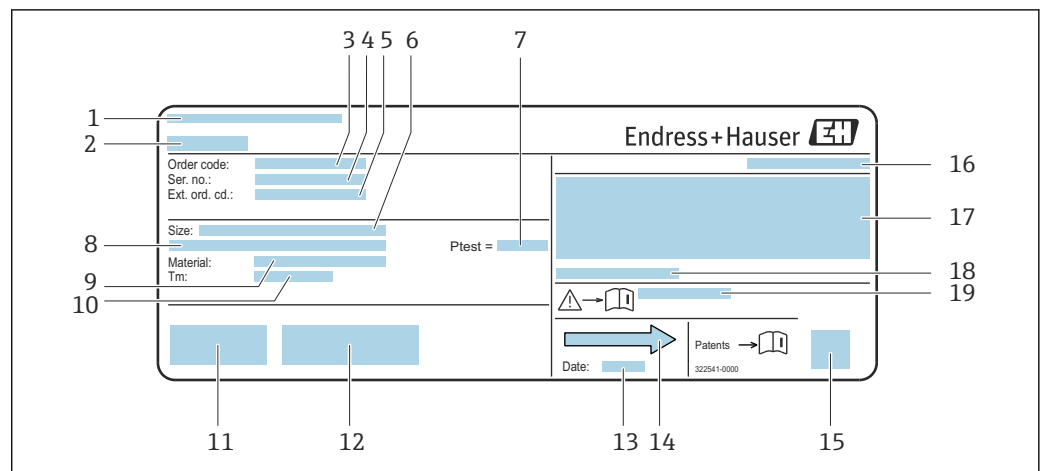 3 4 5 6 7
1
2
Endress+Hauser EH
Order code:
Ser. no.:
Ext. ord. cd.:
16
17
Size:
8
Ptest =
Material:
9
Tm:
10
18
19
Patents
Date:
322541-0000
11 12 13 14 15